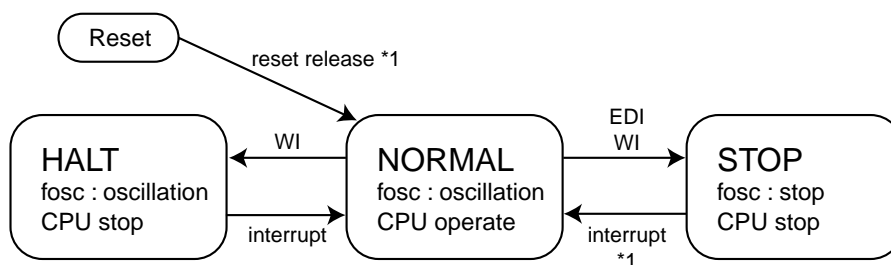 Reset
reset release *1
HALT
fosc : oscillation
CPU stop
WI
interrupt
NORMAL
fosc : oscillation
CPU operate
EDI
WI
interrupt
*1
STOP
fosc : stop
CPU stop